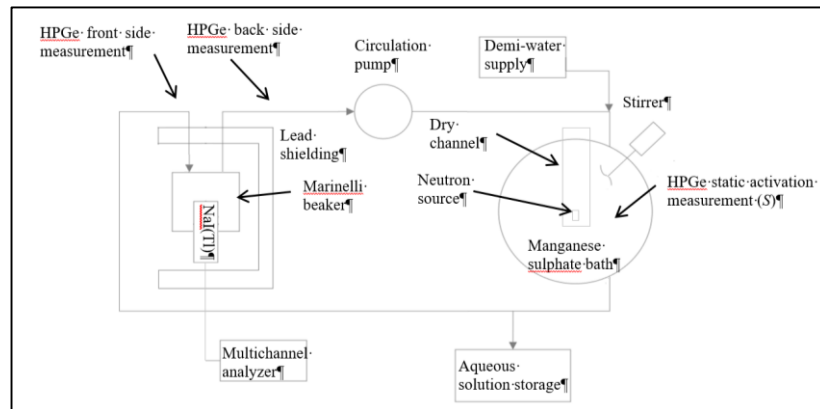 HPGe· front side·
measurement¶
HPGe· back side·
measurement¶
Circulation·
pump¶
Demi-water·
supply¶
Stirrer¶
Lead·
shielding¶
Dry·
channel¶
Marinelli·
beaker¶
Neutron·
source¶
HPGe·static·activation·
measurement·(S)¶
NaI(Tl)¶
Manganese·
sulphate·bath¶
Multichannel·
analyzer¶
Aqueous·
solution·storage¶